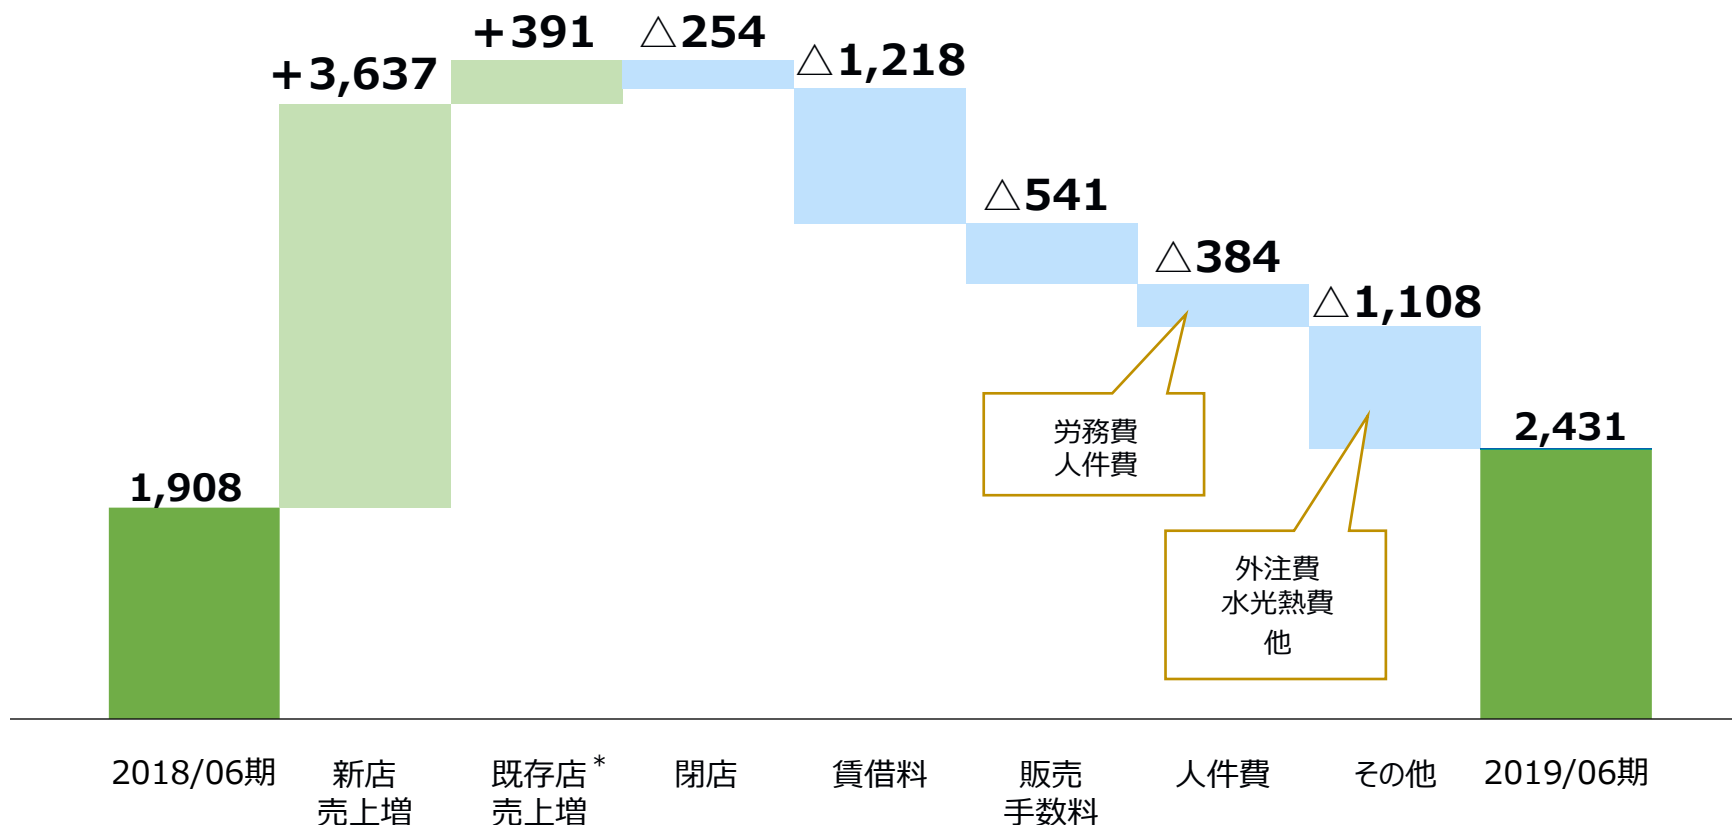 +3,637
+391
△254
△1,218
△541
△384
△1,108
1,908
2,431
労務費
人件費
外注費
水光熱費
他
2018/06期
新店
売上増
既存店*
売上増
閉店
賃借料
販売
手数料
人件費
その他
2019/06期